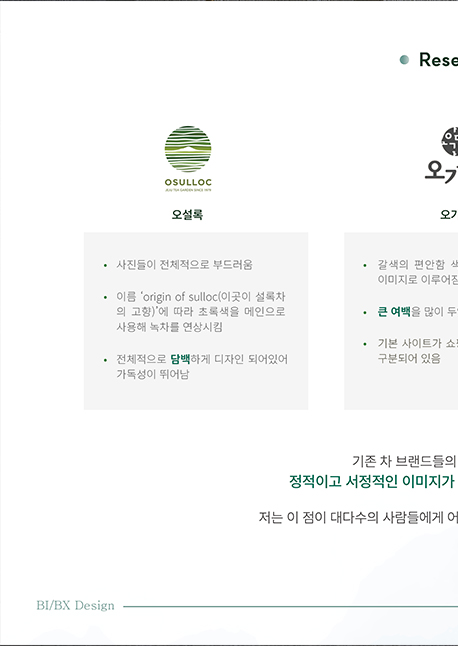 Rese
OSULLOC
JEJU TEA GARDEN SINCE 1979
오설록
사진들이 전체적으로 부드러움
이름 'origin of sulloc(이곳이 설록차
의 고향)'에 따라 초록색을 메인으로
사용해 녹차를 연상시킴
전체적으로 담백하게 디자인 되어있어
가독성이 뛰어남
오가
오가
갈색의 편안함 색
이미지로 이루어짐
큰 여백을 많이 두
기본 사이트가 쇼
구분되어 있음
기존 차 브랜드들의
정적이고 서정적인 이미지가
저는 이 점이 대다수의 사람들에게 어
BI/BX Design